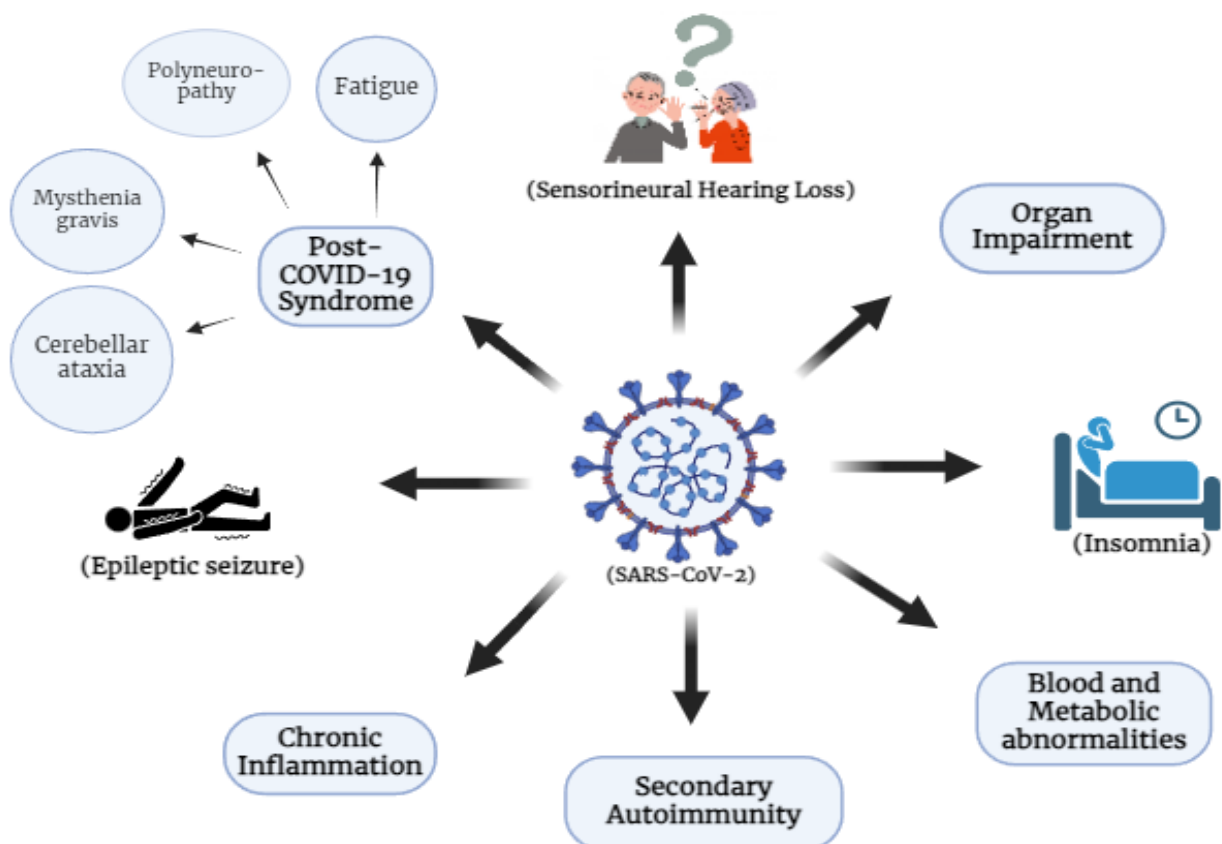 Polyneuro-
pathy
Fatigue
(Sensorineural Hearing Loss)
Mysthenia
gravis
Post-
COVID-19
Syndrome
Organ
Impairment
Cerebellar
ataxia
(Epileptic seizure)
(SARS-CoV-2)
(Insomnia)
Chronic
Inflammation
Secondary
Autoimmunity
Blood and
Metabolic
abnormalities